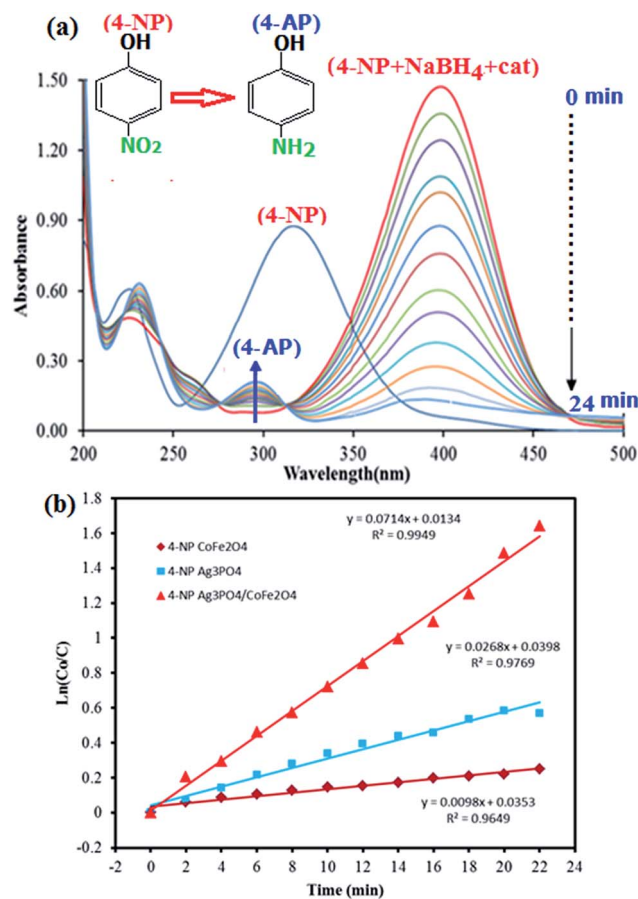 (a)
(4-NP)
(4-AP)
OH
OH
NO2
NH2
(4-NP+NaBH4+cat)
0 min
(4-NP)
(4-AP)
24 min
Absorbance
1.50
1.20
0.90
0.60
0.30
0.00
200 250 300 350 400 450 500
Wavelength(nm)
(b)
Ln(Co/C)
1.8
1.6
1.4
1.2
1
0.8
0.6
0.4
0.2
0
-0.2
4-NP CoFe2O4
4-NP Ag3PO4
4-NP Ag3PO4/CoFe2O4
y = 0.0714x + 0.0134
R² = 0.9949
y = 0.0268x + 0.0398
R² = 0.9769
y = 0.0098x + 0.0353
R² = 0.9649
-2 0 2 4 6 8 10 12 14 16 18 20 22 24
Time (min)